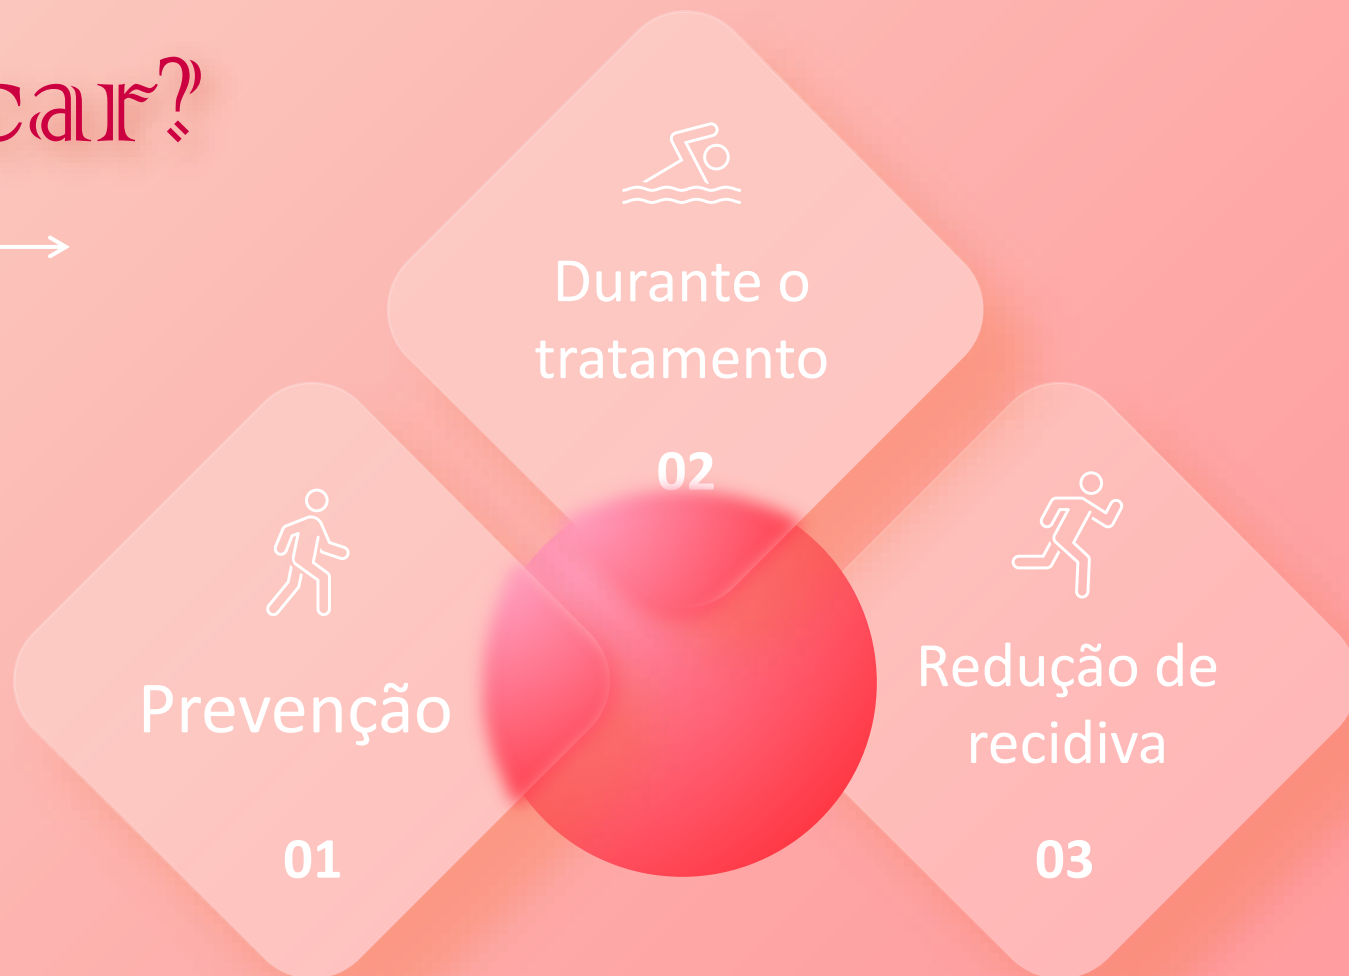 car?
Durante o
tratamento
02
Prevenção
01
Redução de
recidiva
03